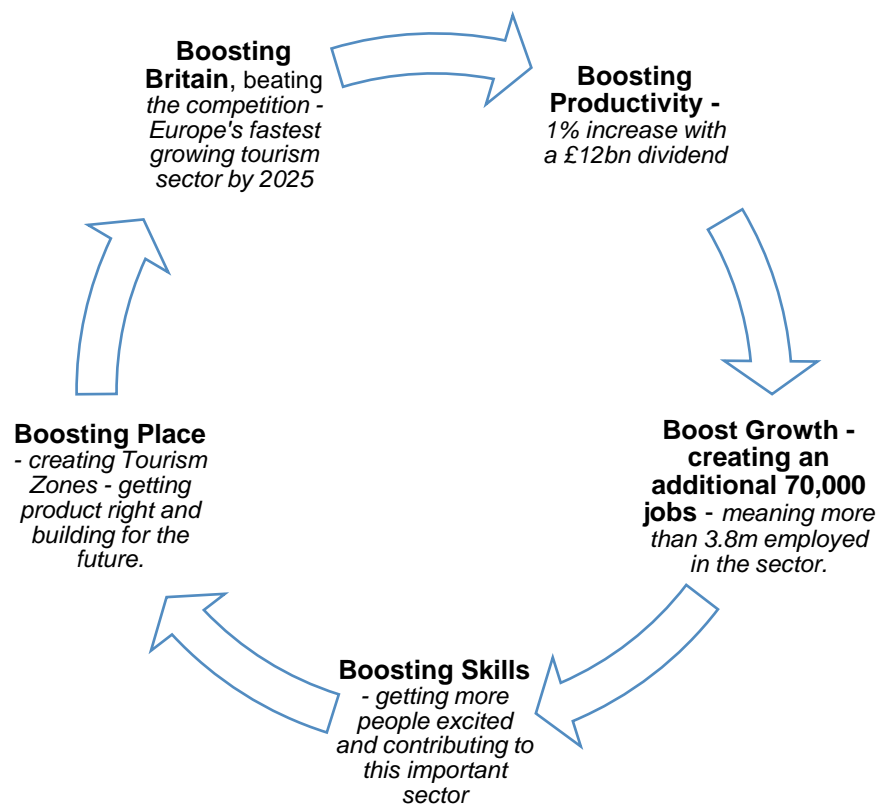 Boosting
Britain, beating
the competition -
Europe's fastest
growing tourism
sector by 2025
Boosting
Productivity -
1% increase with
a £12bn dividend
Boost Growth -
creating an
additional 70,000
jobs - meaning more
than 3.8m employed
in the sector.
Boosting Skills
- getting more
people excited
and contributing to
this important
sector
Boosting Place
- creating Tourism
Zones - getting
product right and
building for the
future.